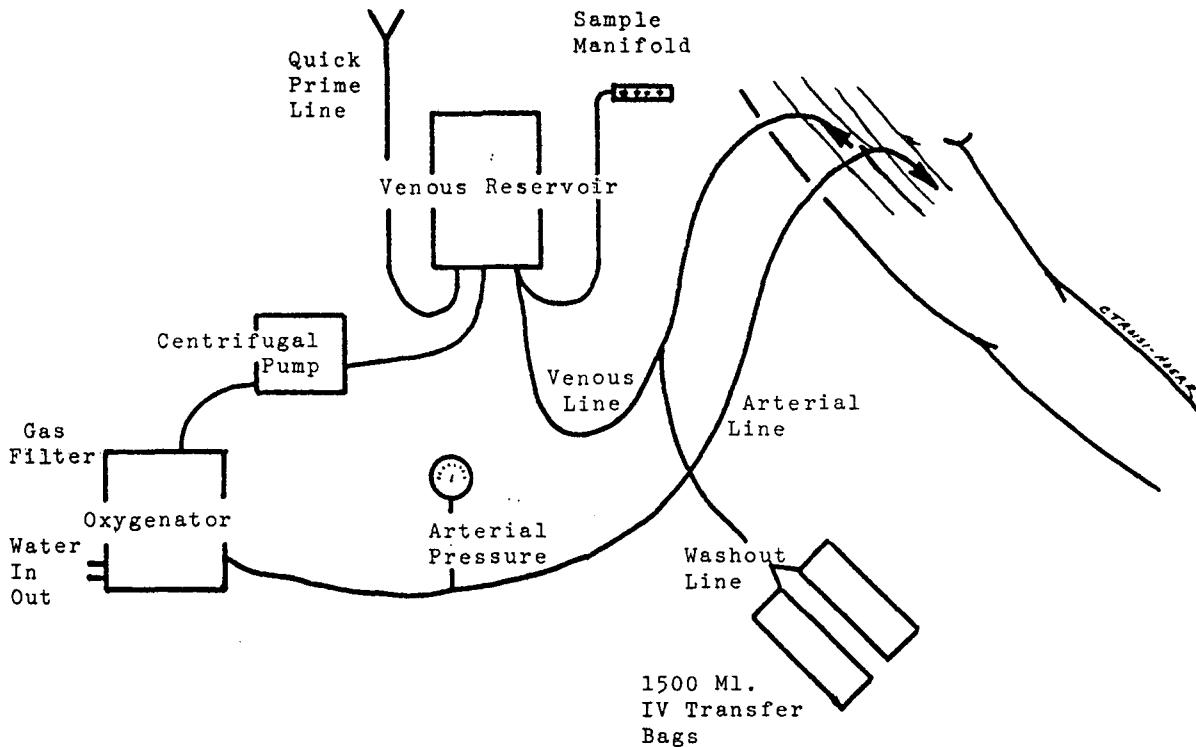 Sample
Manifold
Quick
Prime
Line
Venous Reservoir
Centrifugal
Pump
Venous
Line
Arterial
Line
Gas
Filter
Oxygenator
Water
In
Out
Arterial
Pressure
Washout
Line
1500 Ml.
IV Transfer
Bags